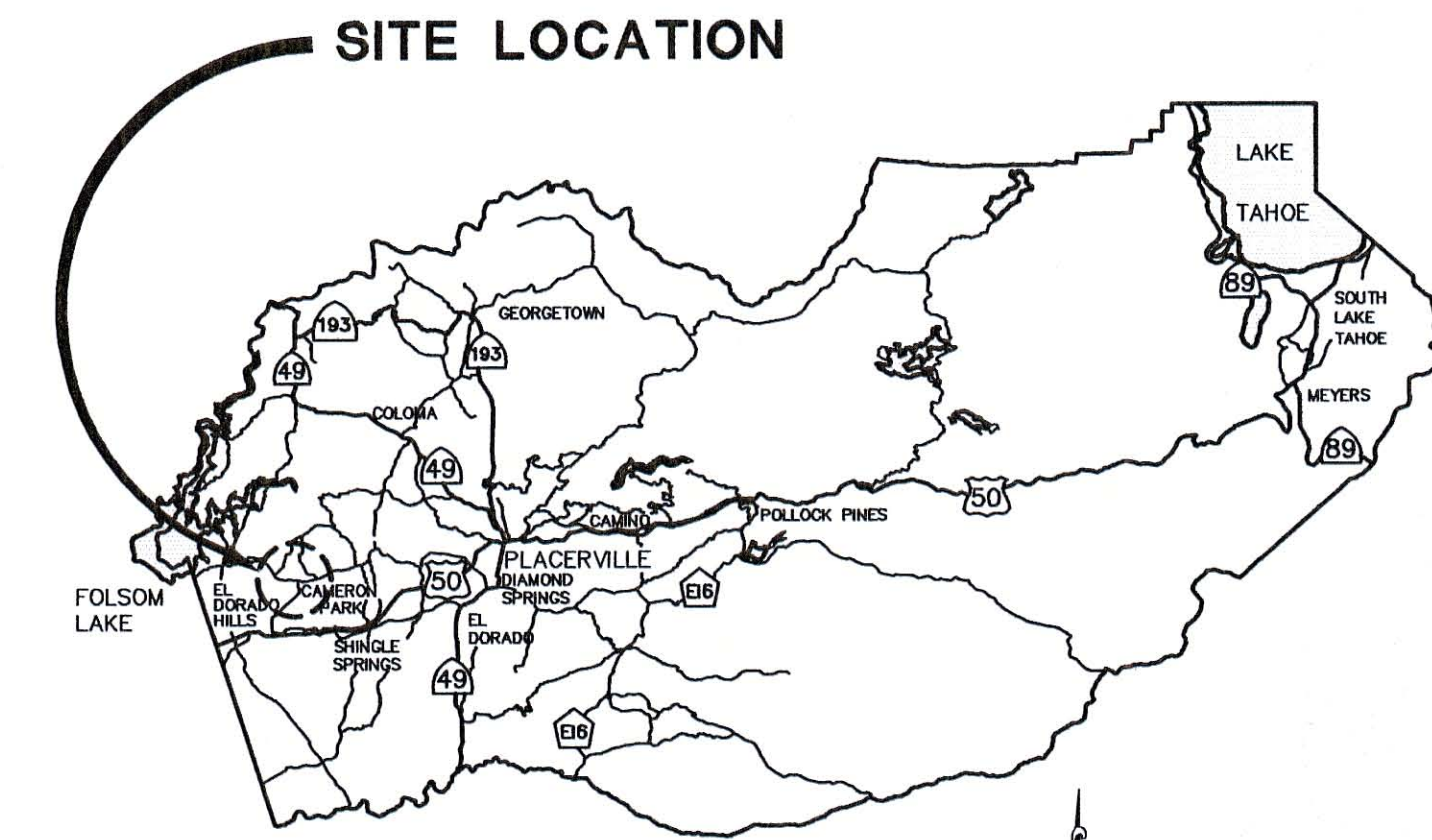 SITE LOCATION
LAKE
TAHOE
89
SOUTH
LAKE
TAHOE
MEYERS
89
193
GEORGETOWN
193
49
COLOMA
49
50
CAMINO
POLLOCK PINES
PLACERVILLE
DIAMOND
SPRINGS
50
E16
FOLSOM
LAKE
EL
DORADO
HILLS
CAMERON
PARK
EL
DORADO
SHINGLE
SPRINGS
49
E16